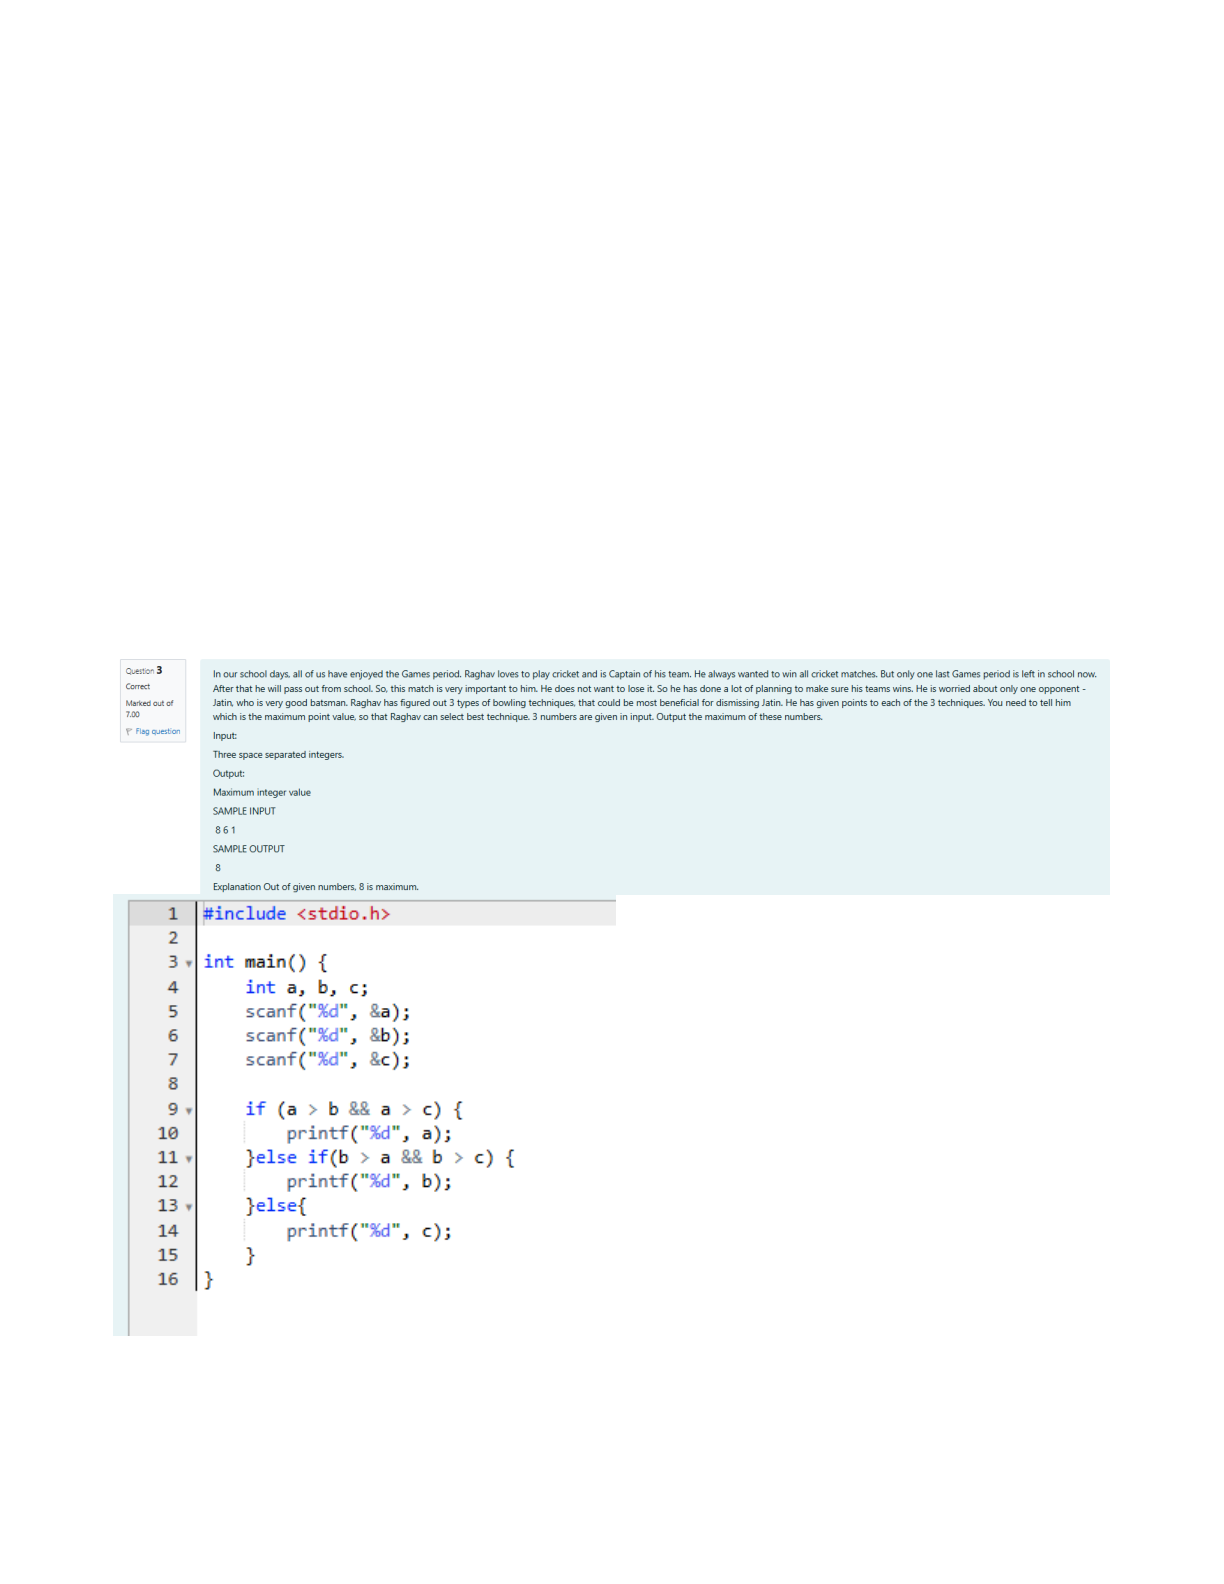 Question 3
Correct
Marked out of
7.00
Flag question
In our school days, all of us have enjoyed the Games period. Raghav loves to play cricket and is Captain of his team. He always wanted to win all cricket matches. But only one last Games period is left in school now.
After that he will pass out from school. So, this match is very important to him. He does not want to lose it. So he has done a lot of planning to make sure his teams wins. He is worried about only one opponent -
Jatin, who is very good batsman. Raghav has figured out 3 types of bowling techniques, that could be most beneficial for dismissing Jatin. He has given points to each of the 3 techniques. You need to tell him
which is the maximum point value, so that Raghav can select best technique. 3 numbers are given in input. Output the maximum of these numbers.
Input:
Three space separated integers.
Output:
Maximum integer value
SAMPLE INPUT
8 6 1
SAMPLE OUTPUT
8
Explanation Out of given numbers, 8 is maximum.
1 #include <stdio.h>
2
3 int main() {
4     int a, b, c;
5     scanf("%d", &a);
6     scanf("%d", &b);
7     scanf("%d", &c);
8
9     if (a > b && a > c) {
10         printf("%d", a);
11     }else if(b > a && b > c) {
12         printf("%d", b);
13     }else{
14         printf("%d", c);
15     }
16 }